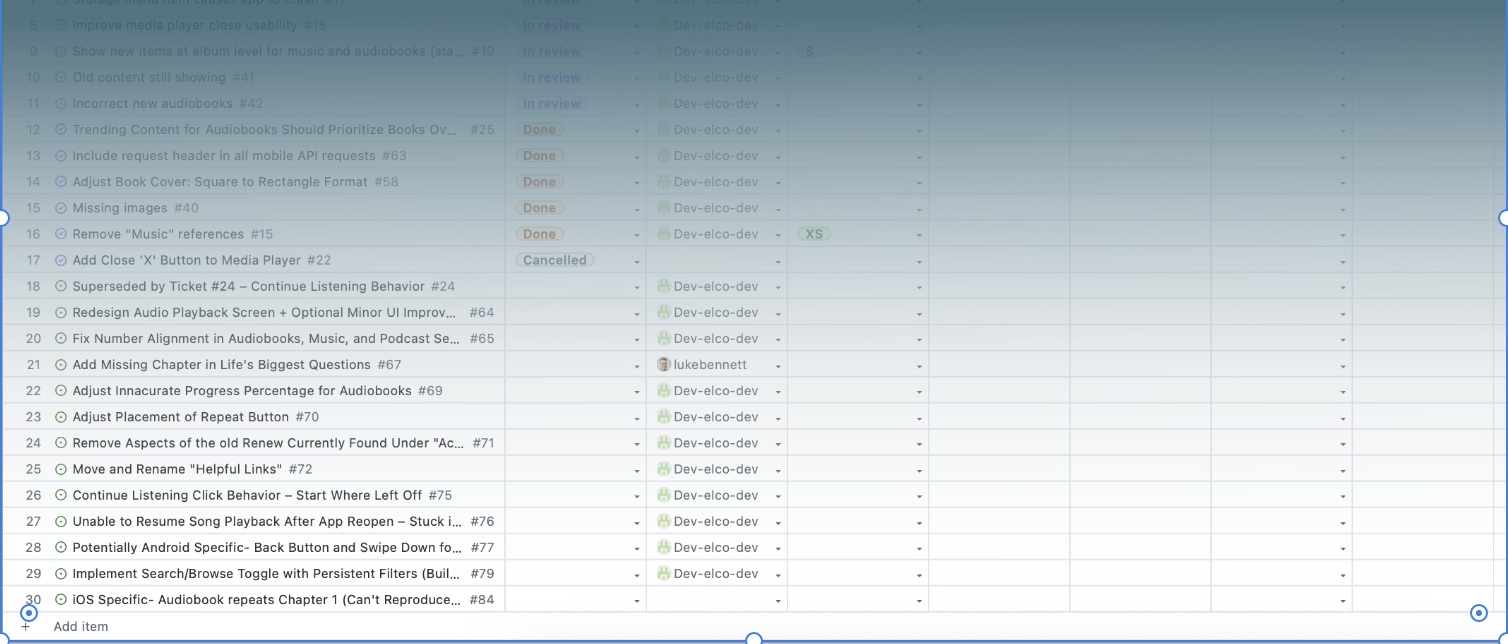 7 Storage menu item causes app to crash #17 In review Dev-elco-dev
8 Improve media player close usability #18 In review Dev-elco-dev
9 Show new items at album level for music and audiobooks (sta... #19 In review Dev-elco-dev S
10 Old content still showing #41 In review Dev-elco-dev
11 Incorrect new audiobooks #42 In review Dev-elco-dev
12 Trending Content for Audiobooks Should Prioritize Books Ov... #25 Done Dev-elco-dev
13 Include request header in all mobile API requests #63 Done Dev-elco-dev
14 Adjust Book Cover: Square to Rectangle Format #58 Done Dev-elco-dev
15 Missing images #40 Done Dev-elco-dev
16 Remove "Music" references #15 Done Dev-elco-dev XS
17 Add Close 'X' Button to Media Player #22 Cancelled
18 Superseded by Ticket #24 – Continue Listening Behavior #24 Dev-elco-dev
19 Redesign Audio Playback Screen + Optional Minor UI Improv... #64 Dev-elco-dev
20 Fix Number Alignment in Audiobooks, Music, and Podcast Se... #65 Dev-elco-dev
21 Add Missing Chapter in Life's Biggest Questions #67 lukebennett
22 Adjust Innacurate Progress Percentage for Audiobooks #69 Dev-elco-dev
23 Adjust Placement of Repeat Button #70 Dev-elco-dev
24 Remove Aspects of the old Renew Currently Found Under "Ac... #71 Dev-elco-dev
25 Move and Rename "Helpful Links" #72 Dev-elco-dev
26 Continue Listening Click Behavior – Start Where Left Off #75 Dev-elco-dev
27 Unable to Resume Song Playback After App Reopen – Stuck i... #76 Dev-elco-dev
28 Potentially Android Specific- Back Button and Swipe Down fo... #77 Dev-elco-dev
29 Implement Search/Browse Toggle with Persistent Filters (Buil... #79 Dev-elco-dev
30 iOS Specific- Audiobook repeats Chapter 1 (Can't Reproduce... #84
+ Add item